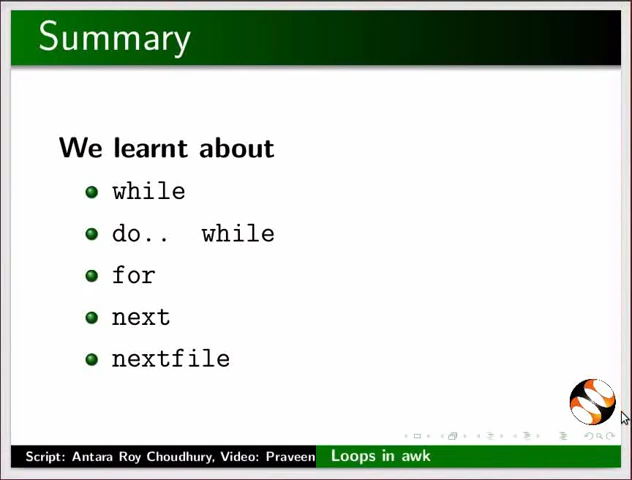 Summary
We learnt about
while
do.. while
for
next
nextfile
Script: Antara Roy Choudhury, Video: Praveen
Loops in awk